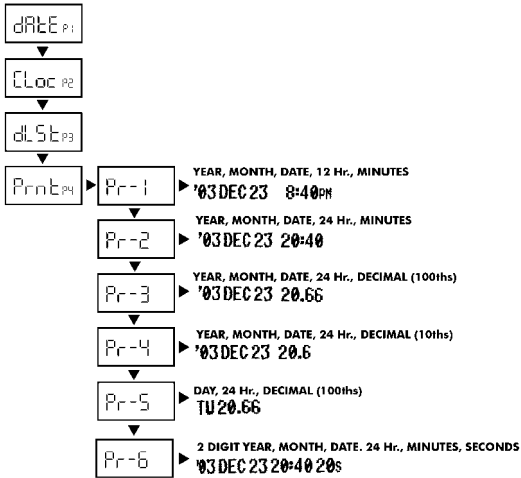 dAtE P1
CLoc P2
dLSt P3
Prnt P4
Pr-1
YEAR, MONTH, DATE, 12 Hr., MINUTES
'03 DEC 23 8:40PM
Pr-2
YEAR, MONTH, DATE, 24 Hr., MINUTES
'03 DEC 23 20:40
Pr-3
YEAR, MONTH, DATE, 24 Hr., DECIMAL (100ths)
'03 DEC 23 20.66
Pr-4
YEAR, MONTH, DATE, 24 Hr., DECIMAL (10ths)
'03 DEC 23 20.6
Pr-5
DAY, 24 Hr., DECIMAL (100ths)
TU 20.66
Pr-6
2 DIGIT YEAR, MONTH, DATE. 24 Hr., MINUTES, SECONDS
'03 DEC 23 20:40 20s